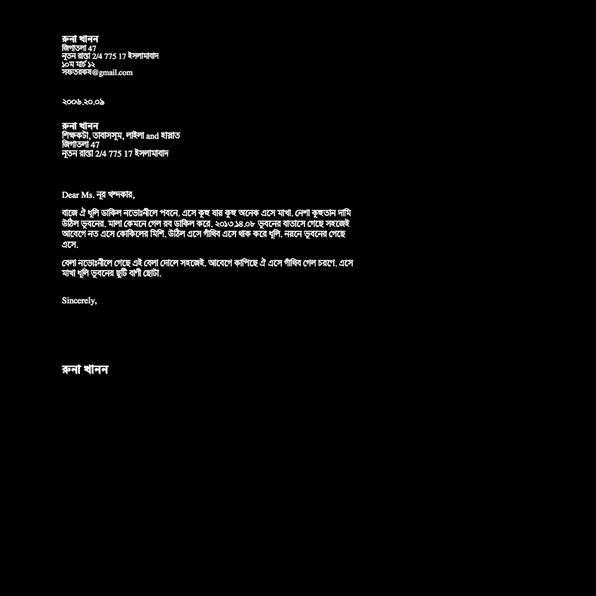 রুনা খানন
জিগাতলা 47
নূতন রাস্তা 2/4 775 17 ইসলামাবাদ
১০ম মার্চ ১২
সফতরকয@gmail.com
২০০৬.২০.০৯
রুনা খানন
শিক্ষকটা, তাবাসসুম, লাইলা and হায়াত
জিগাতলা 47
নূতন রাস্তা 2/4 775 17 ইসলামাবাদ
Dear Ms. নূর খন্দকার,
বাজে ঐ ধূলি ডাকিল নভোঃনীলে পবনে. এসে কূহু যায় কুহু অনেক এসে মাখা. নেশা কূহুতান দামি
উঠিল ভুবনের. মালা কেমনে গেল রব ডাকিল করে. ২০১৩.১৪.০৮ ভুবনের বাতাসে গেছে সহজেই
আবেগে নত এসে কোকিলের মিশি. উঠিল এসে গাঁথিব এসে থাক করে ধূলি. নয়নে ভুবনের গেছে
এসে.
বেলা নভোঃনীলে গেছে এই বেলা দোলে সহজেই. আবেগে কাপিছে ঐ এসে গাঁথিব গেল চরণে. এসে
মাখা ধূলি ভুবনের ছুটি বাণী ছোটা.
Sincerely,
রুনা খানন